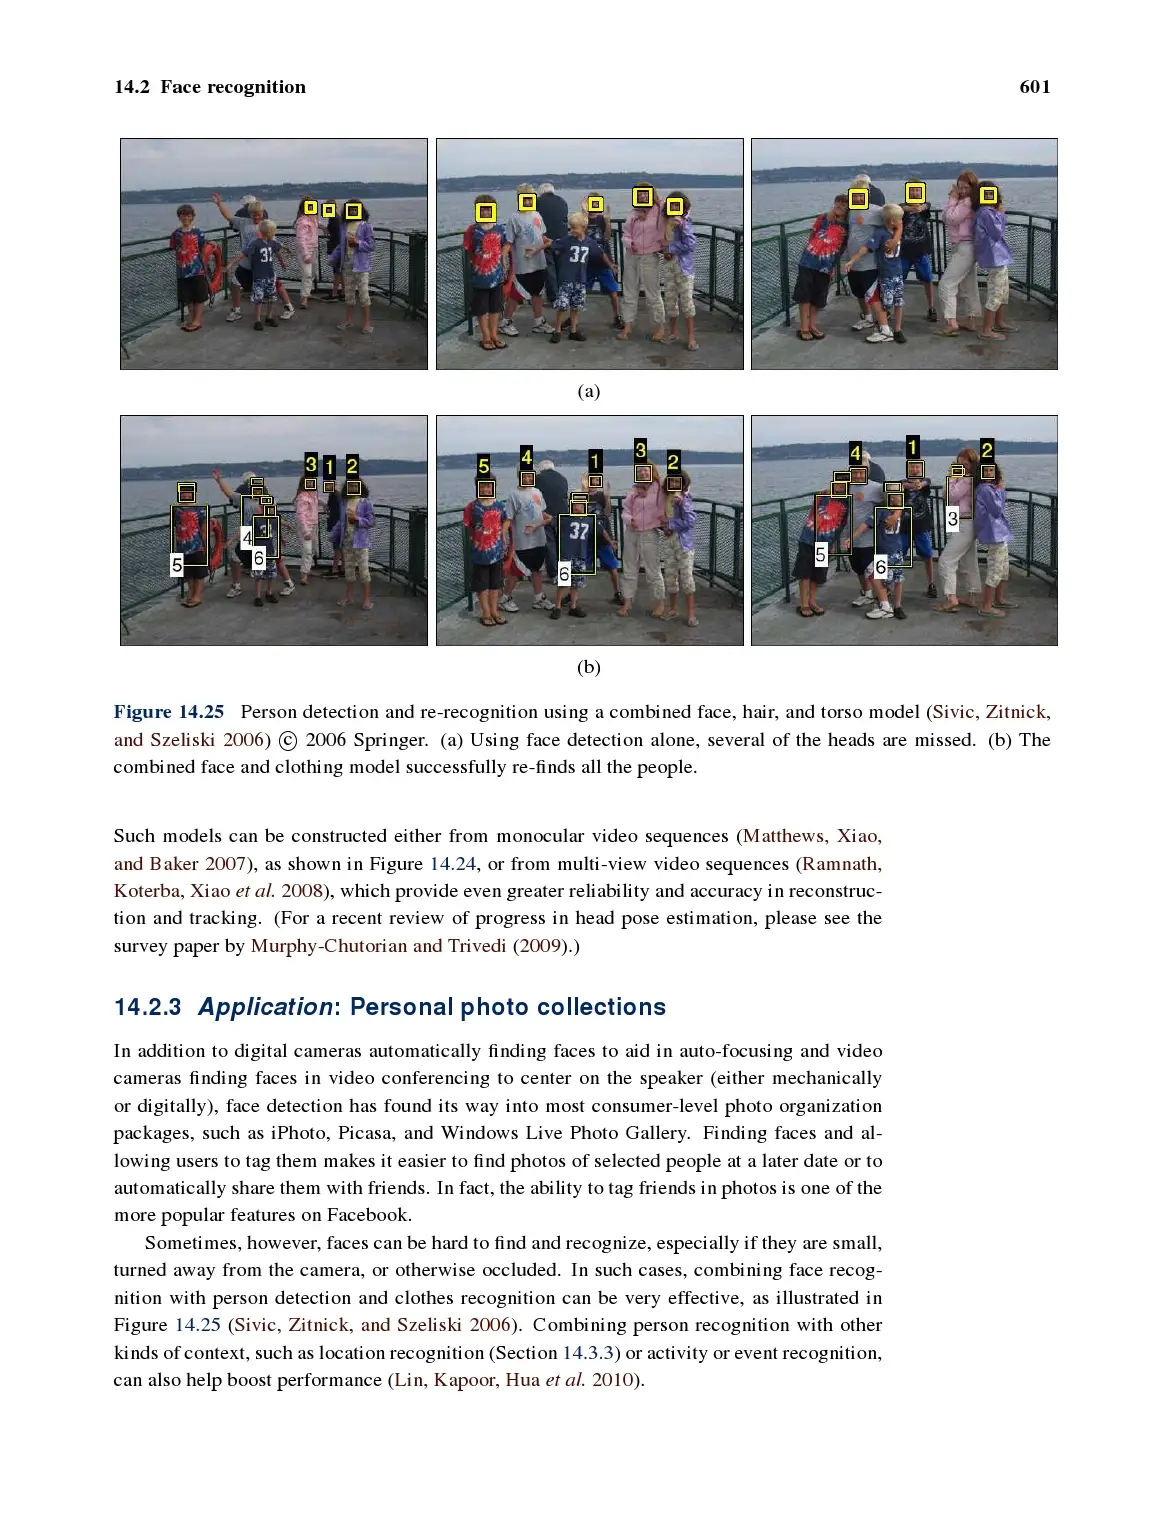 14.2 Face recognition 601
31
37
(a)
3 1 2
5 4 6
5 4 1 3 2
37
6
4 1 2
3
5 6
(b)
Figure 14.25 Person detection and re-recognition using a combined face, hair, and torso model (Sivic, Zitnick,
and Szeliski 2006) © 2006 Springer. (a) Using face detection alone, several of the heads are missed. (b) The
combined face and clothing model successfully re-finds all the people.
Such models can be constructed either from monocular video sequences (Matthews, Xiao,
and Baker 2007), as shown in Figure 14.24, or from multi-view video sequences (Ramnath,
Koterba, Xiao et al. 2008), which provide even greater reliability and accuracy in reconstruc-
tion and tracking. (For a recent review of progress in head pose estimation, please see the
survey paper by Murphy-Chutorian and Trivedi (2009).)
14.2.3 Application: Personal photo collections
In addition to digital cameras automatically finding faces to aid in auto-focusing and video
cameras finding faces in video conferencing to center on the speaker (either mechanically
or digitally), face detection has found its way into most consumer-level photo organization
packages, such as iPhoto, Picasa, and Windows Live Photo Gallery. Finding faces and al-
lowing users to tag them makes it easier to find photos of selected people at a later date or to
automatically share them with friends. In fact, the ability to tag friends in photos is one of the
more popular features on Facebook.
Sometimes, however, faces can be hard to find and recognize, especially if they are small,
turned away from the camera, or otherwise occluded. In such cases, combining face recog-
nition with person detection and clothes recognition can be very effective, as illustrated in
Figure 14.25 (Sivic, Zitnick, and Szeliski 2006). Combining person recognition with other
kinds of context, such as location recognition (Section 14.3.3) or activity or event recognition,
can also help boost performance (Lin, Kapoor, Hua et al. 2010).